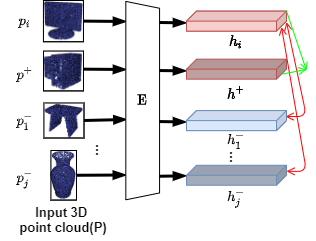 p_i
h_i
p^+
E
h^+
p_1^-
h_1^-
⋮
⋮
p_j^-
h_j^-
Input 3D
point cloud(P)